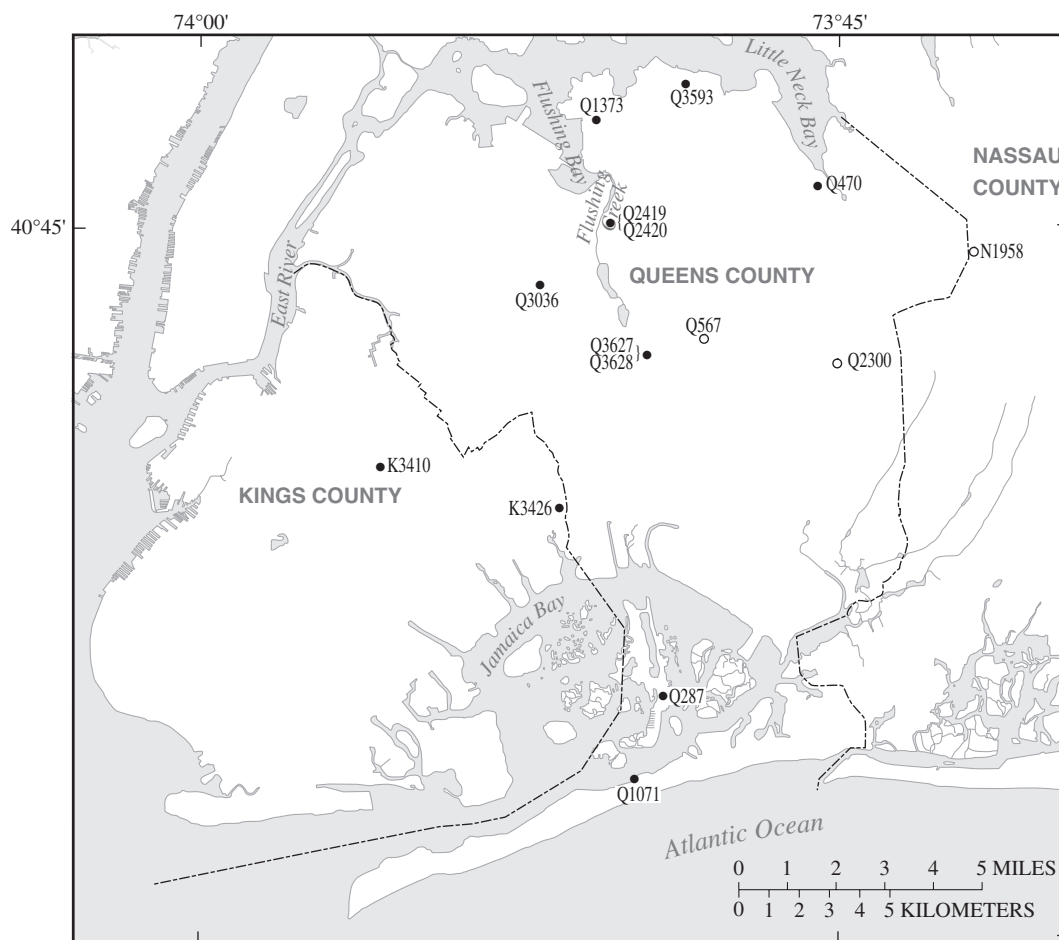 74°00'
73°45'
Little Neck Bay
Q3593
Q1373
Flushing Bay
NASSAU
COUNTY
Q470
Flushing
Creek
Q2419
Q2420
40°45'
N1958
East River
QUEENS COUNTY
Q3036
Q567
Q3627
Q3628
Q2300
K3410
KINGS COUNTY
K3426
Jamaica Bay
Q287
Q1071
Atlantic Ocean
0 1 2 3 4 5 MILES
0 1 2 3 4 5 KILOMETERS